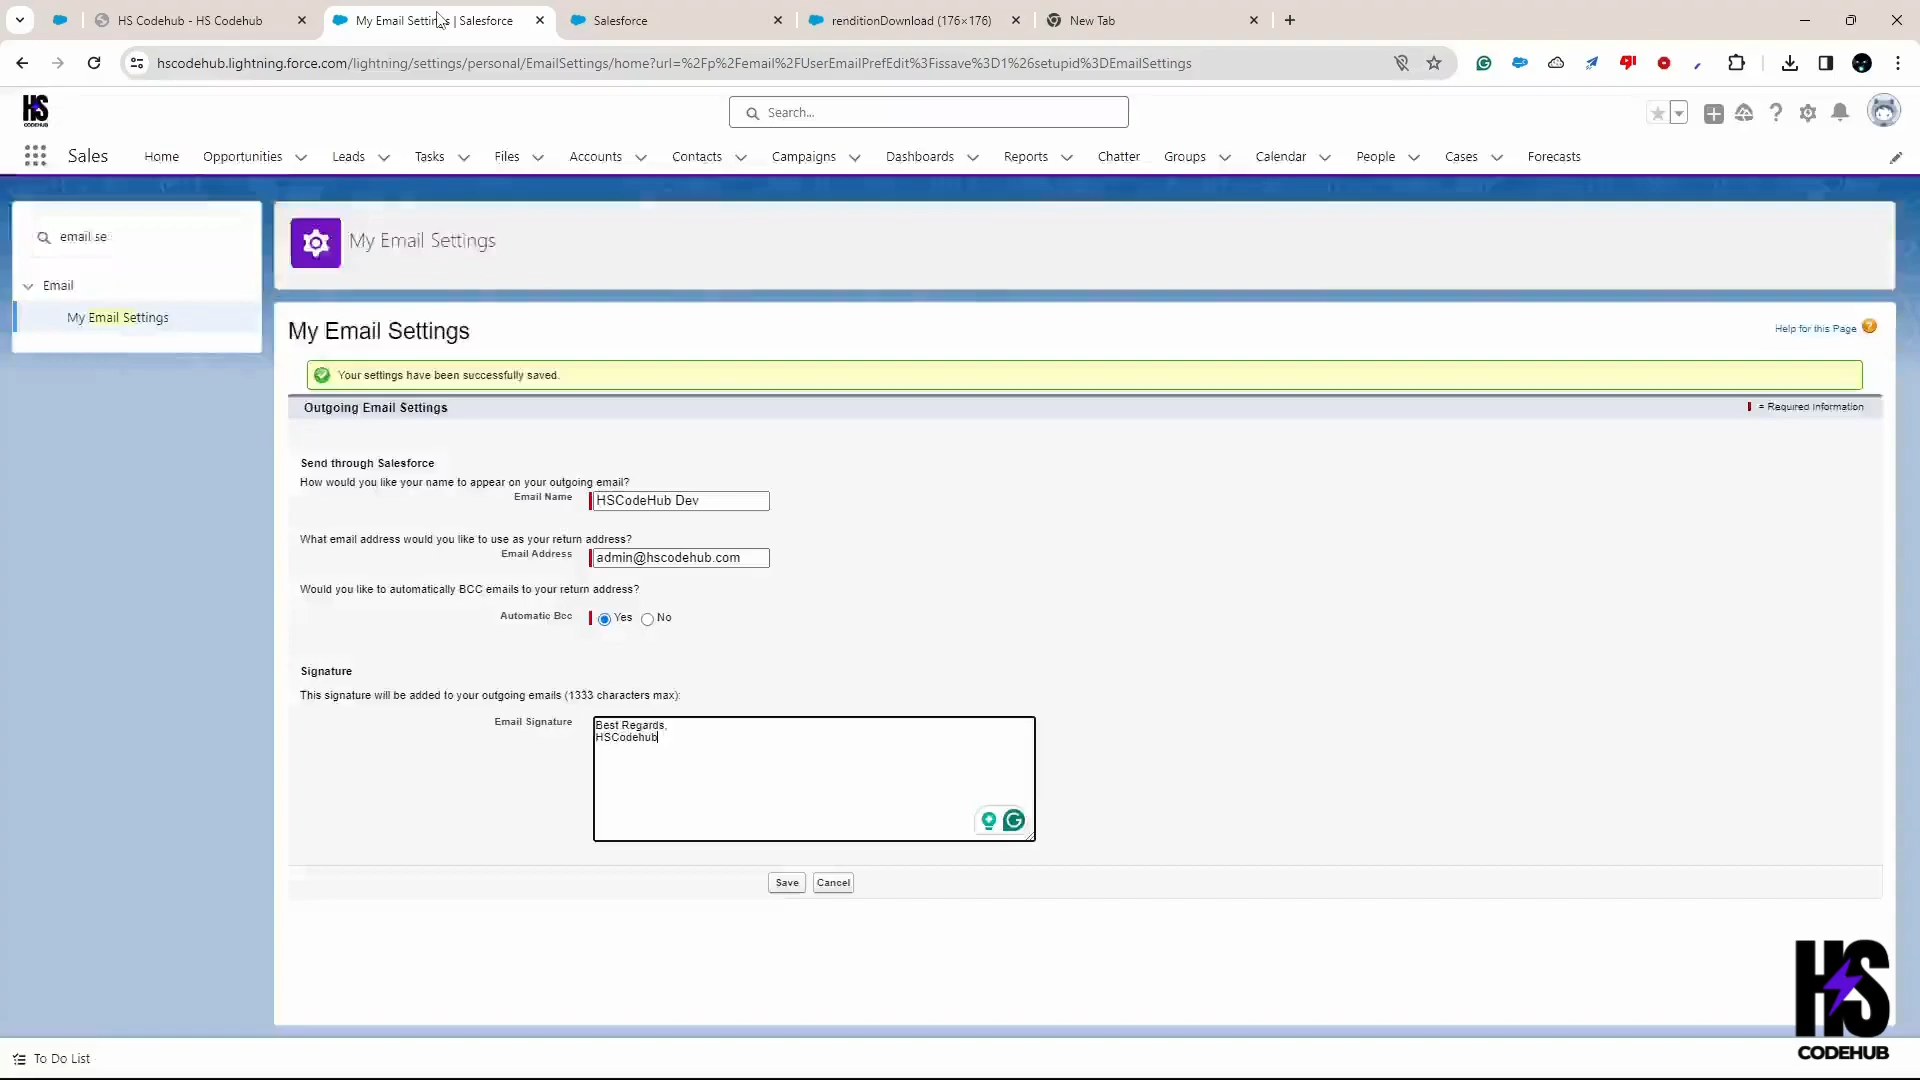 HS Codehub - HS Codehub
My Email Settings | Salesforce
Salesforce
renditionDownload (176×176)
New Tab
hscodehub.lightning.force.com/lightning/settings/personal/EmailSettings/home?url=%2Fp%2Femail%2FUserEmailPrefEdit%3Fissave%3D1%26setupid%3DEmailSettings
HS
CODEHUB
Search...
Sales
Home
Opportunities
Leads
Tasks
Files
Accounts
Contacts
Campaigns
Dashboards
Reports
Chatter
Groups
Calendar
People
Cases
Forecasts
email se
Email
My Email Settings
My Email Settings
My Email Settings
Help for this Page
Your settings have been successfully saved.
Outgoing Email Settings
= Required Information
Send through Salesforce
How would you like your name to appear on your outgoing email?
Email Name
HSCodeHub Dev
What email address would you like to use as your return address?
Email Address
admin@hscodehub.com
Would you like to automatically BCC emails to your return address?
Automatic Bcc
Yes
No
Signature
This signature will be added to your outgoing emails (1333 characters max):
Email Signature
Best Regards,
HSCodehub
Save
Cancel
HS
CODEHUB
To Do List